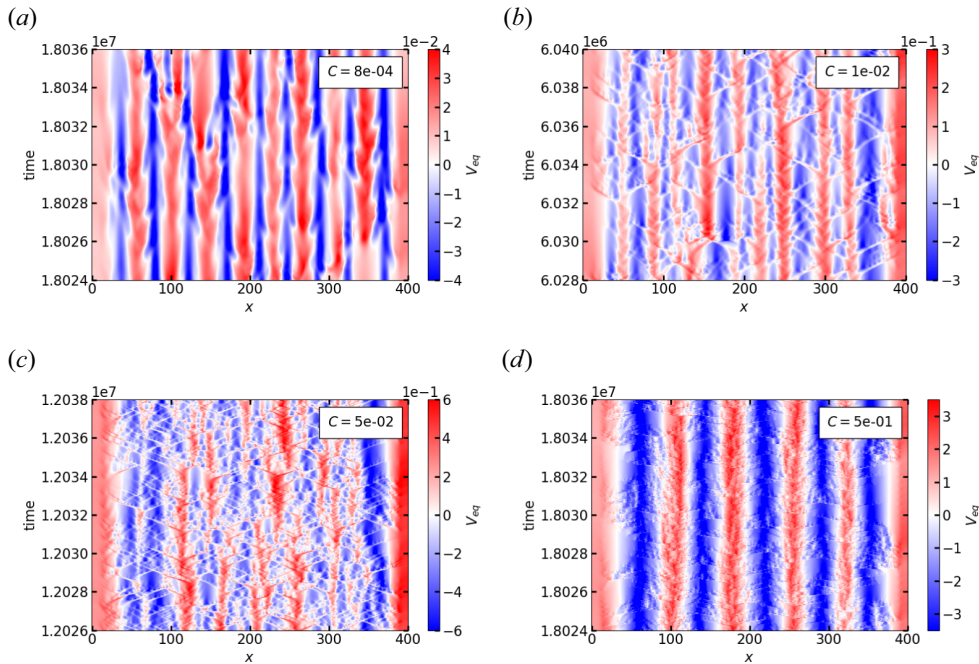 (a)
1e7 1e−2
C = 8e-04
1.8036
1.8034
1.8032
1.8030
1.8028
1.8026
1.8024
time
0 100 200 300 400
x
4
3
2
1
0
−1
−2
−3
−4
V_eq
(b)
1e6 1e−1
C = 1e-02
6.040
6.038
6.036
6.034
6.032
6.030
6.028
time
0 100 200 300 400
x
3
2
1
0
−1
−2
−3
V_eq
(c)
1e7 1e−1
C = 5e-02
1.2038
1.2036
1.2034
1.2032
1.2030
1.2028
1.2026
time
0 100 200 300 400
x
6
4
2
0
−2
−4
−6
V_eq
(d)
1e7
C = 5e-01
1.8036
1.8034
1.8032
1.8030
1.8028
1.8026
1.8024
time
0 100 200 300 400
x
3
2
1
0
−1
−2
−3
V_eq